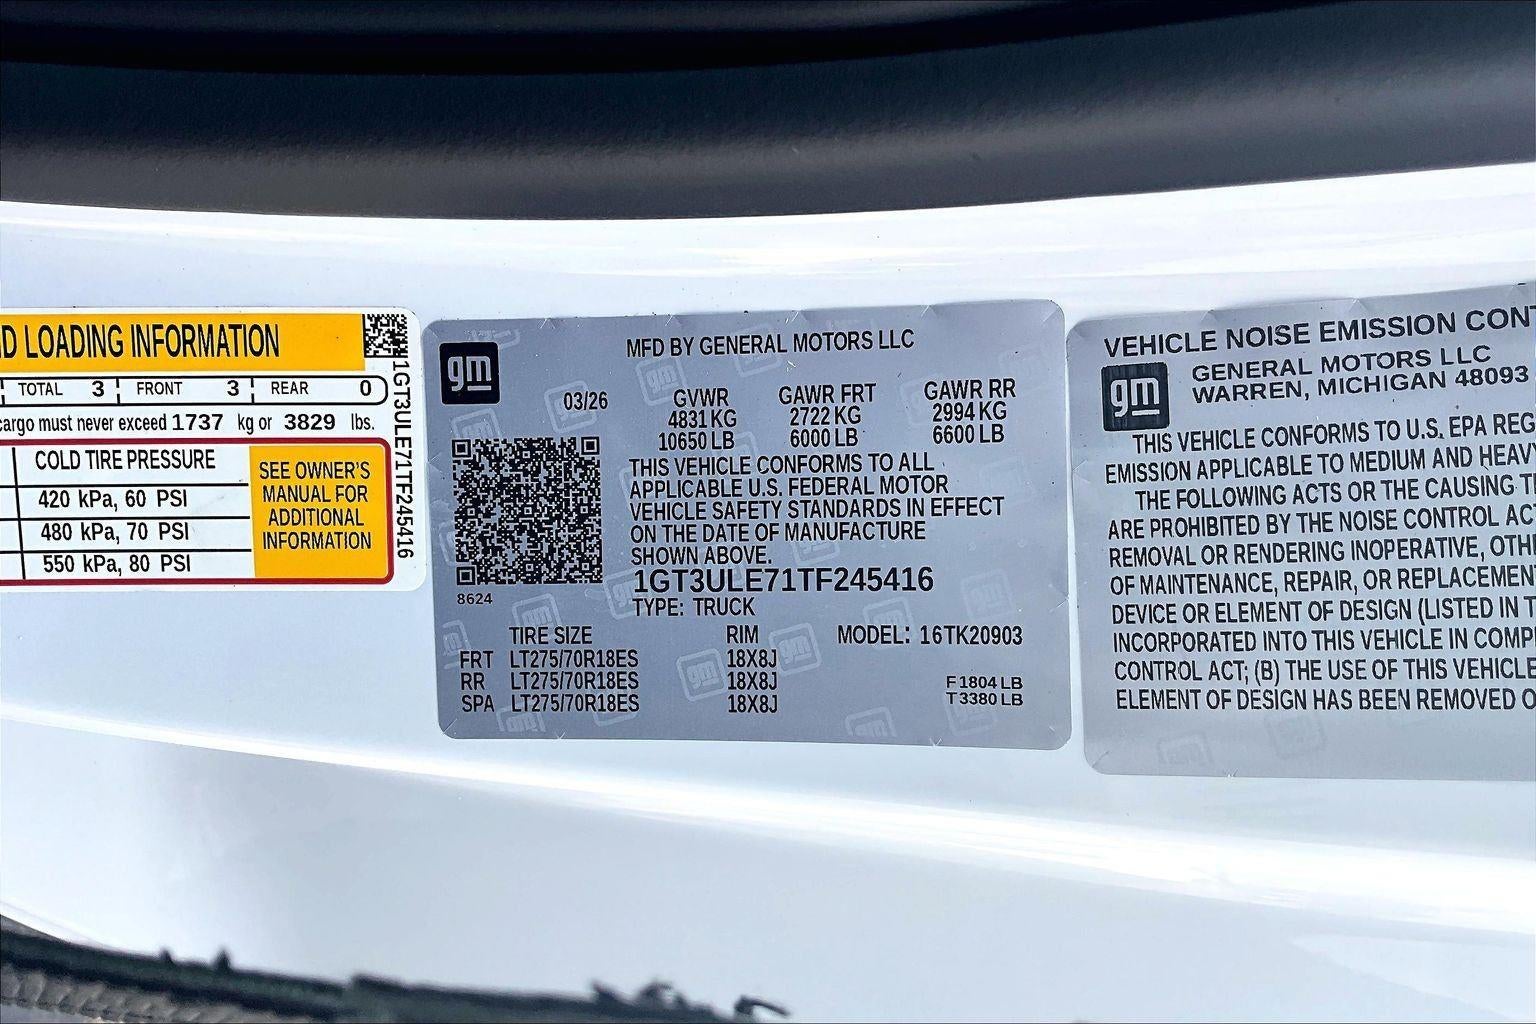 D LOADING INFORMATION
TOTAL 3 FRONT 3 REAR 0
cargo must never exceed 1737 kg or 3829 lbs.
COLD TIRE PRESSURE
420 kPa, 60 PSI
480 kPa, 70 PSI
550 kPa, 80 PSI
SEE OWNER'S
MANUAL FOR
ADDITIONAL
INFORMATION
1GT3ULE71TF245416
gm
MFD BY GENERAL MOTORS LLC
03/26
GVWR GAWR FRT GAWR RR
4831 KG 2722 KG 2994 KG
10650 LB 6000 LB 6600 LB
THIS VEHICLE CONFORMS TO ALL
APPLICABLE U.S. FEDERAL MOTOR
VEHICLE SAFETY STANDARDS IN EFFECT
ON THE DATE OF MANUFACTURE
SHOWN ABOVE.
1GT3ULE71TF245416
8624
TYPE: TRUCK
TIRE SIZE RIM MODEL: 16TK20903
FRT LT275/70R18ES 18X8J
RR LT275/70R18ES 18X8J F1804 LB
SPA LT275/70R18ES 18X8J T3380 LB
VEHICLE NOISE EMISSION CONT
gm
GENERAL MOTORS LLC
WARREN, MICHIGAN 48093
THIS VEHICLE CONFORMS TO U.S. EPA REG
EMISSION APPLICABLE TO MEDIUM AND HEAVY
THE FOLLOWING ACTS OR THE CAUSING T
ARE PROHIBITED BY THE NOISE CONTROL AC
REMOVAL OR RENDERING INOPERATIVE, OTH
OF MAINTENANCE, REPAIR, OR REPLACEMEN
DEVICE OR ELEMENT OF DESIGN (LISTED IN T
INCORPORATED INTO THIS VEHICLE IN COMP
CONTROL ACT; (B) THE USE OF THIS VEHICLE
ELEMENT OF DESIGN HAS BEEN REMOVED O